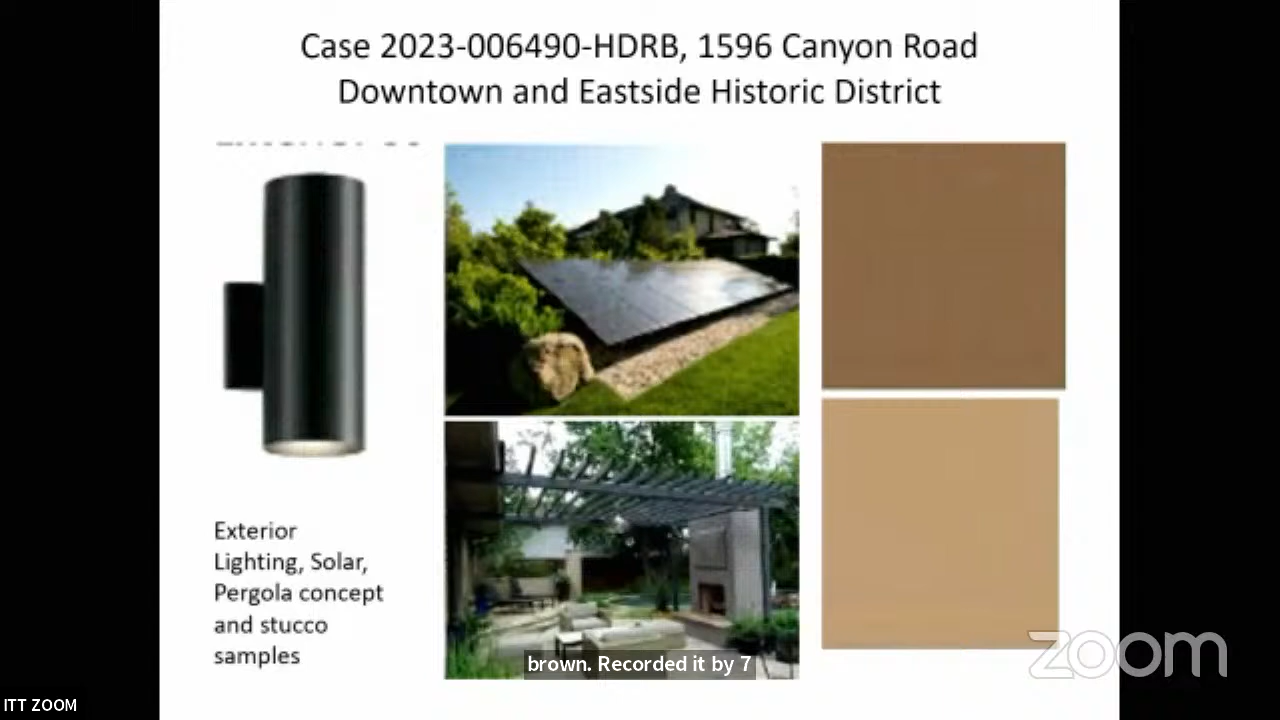 Case 2023-006490-HDRB, 1596 Canyon Road
Downtown and Eastside Historic District
Exterior
Lighting, Solar,
Pergola concept
and stucco
samples
brown. Recorded it by 7
zoom
ITT ZOOM